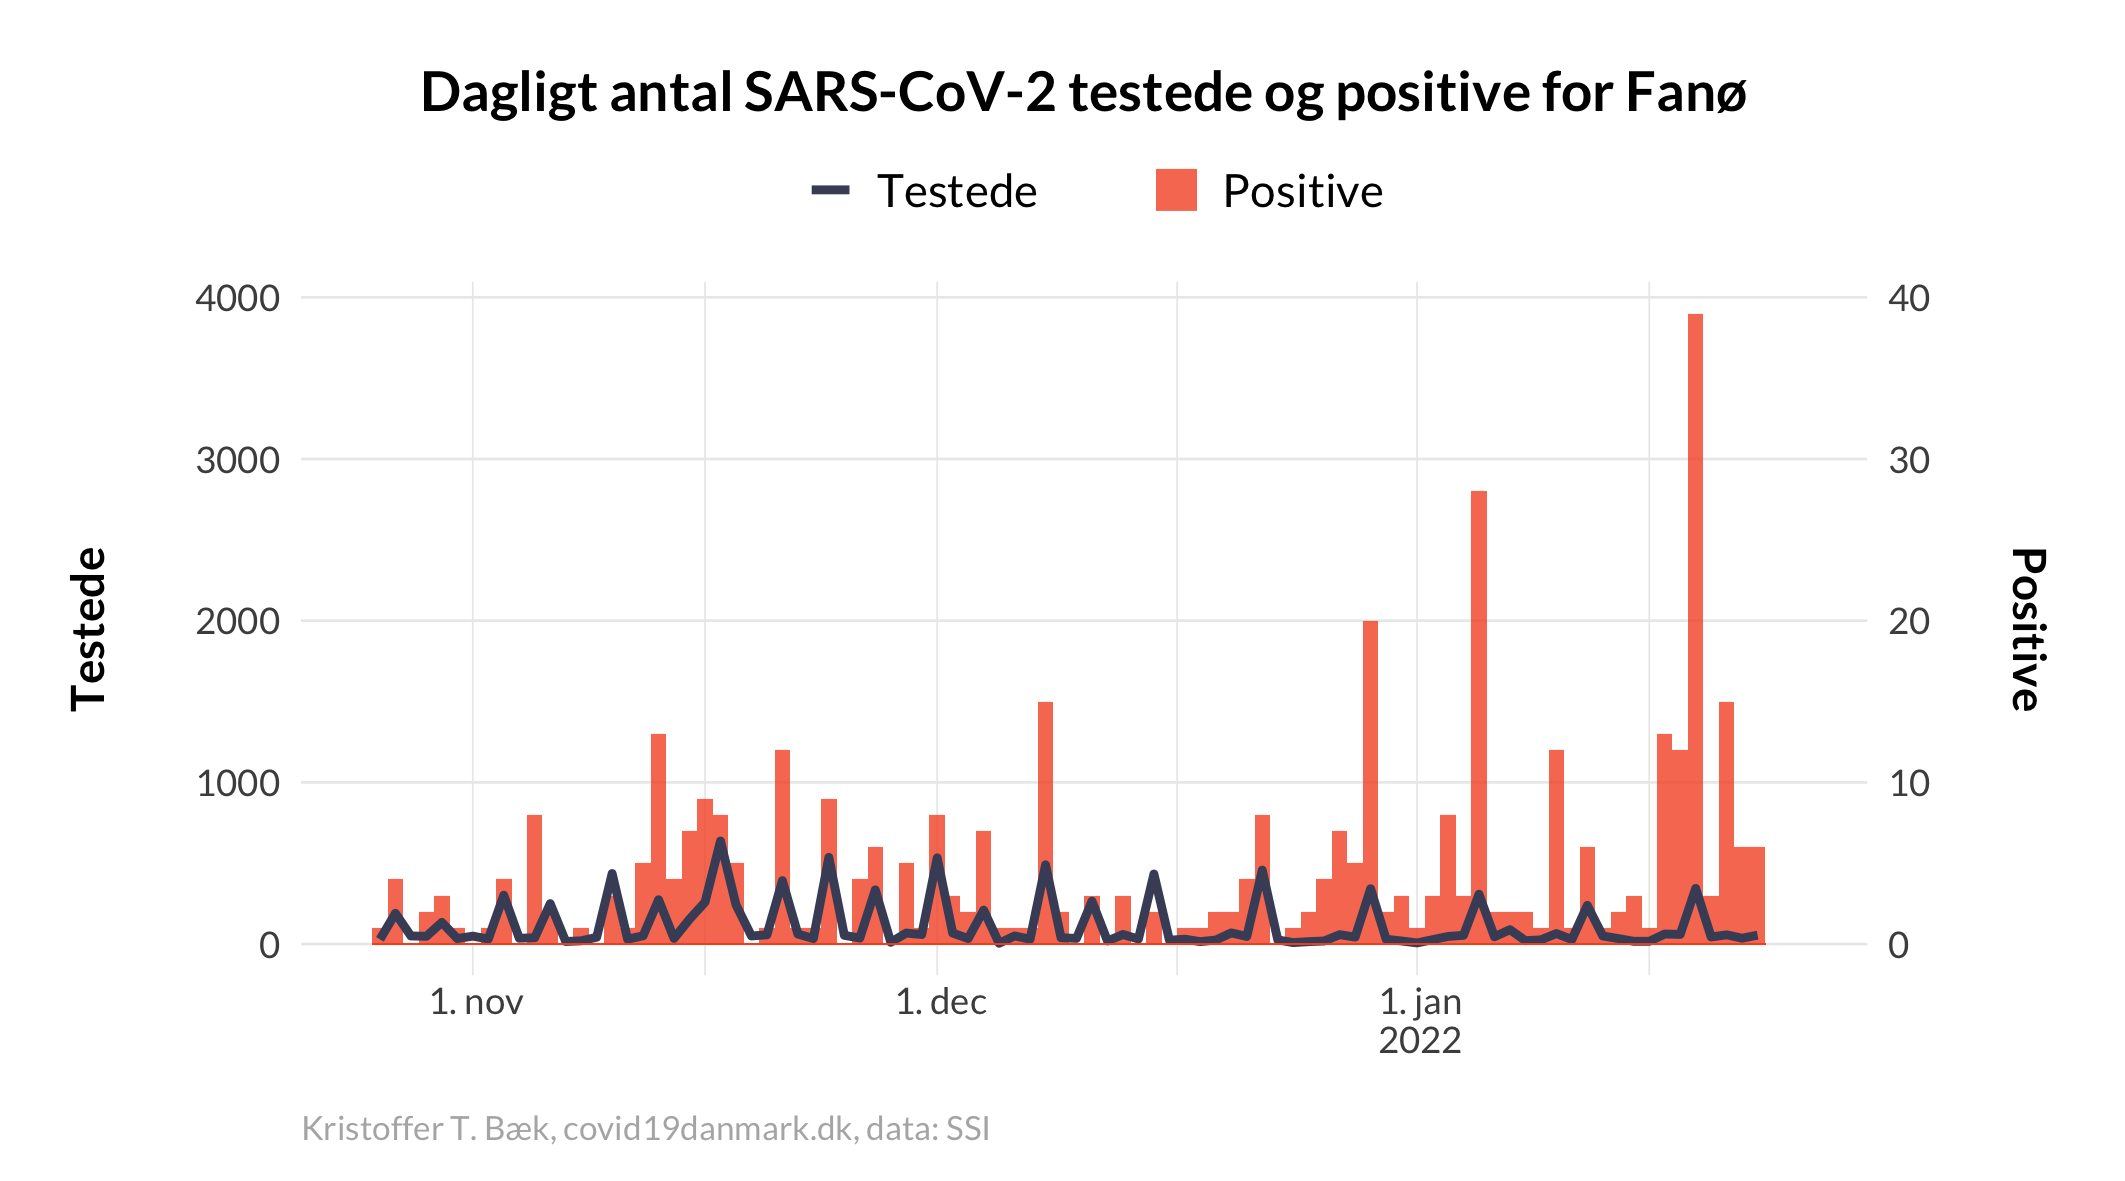 Dagligt antal SARS-CoV-2 testede og positive for Fanø
Testede
Positive
4000
3000
2000
1000
0
Testede
40
30
20
10
0
Positive
1. nov
1. dec
1. jan
2022
Kristoffer T. Bæk, covid19danmark.dk, data: SSI